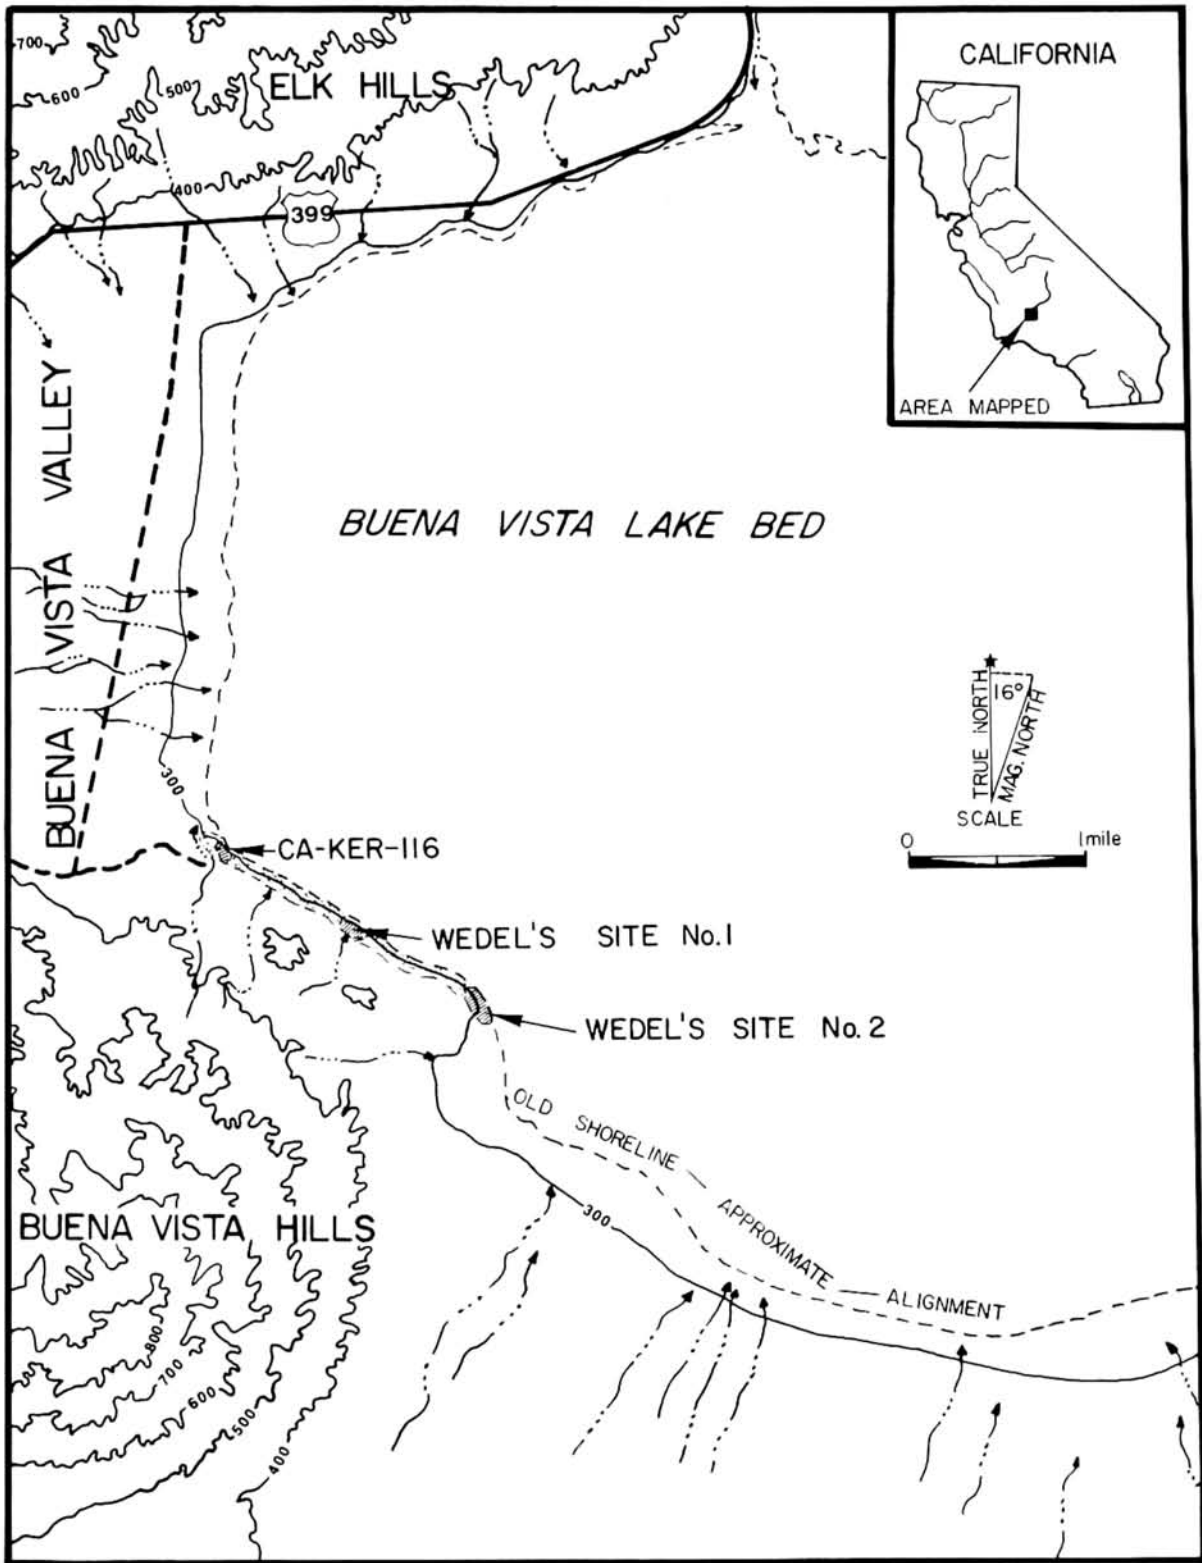 700
600
500
ELK HILLS
400
399
CALIFORNIA
AREA MAPPED
BUENA VISTA VALLEY
BUENA VISTA LAKE BED
TRUE NORTH
16°
MAG. NORTH
SCALE
0 1 mile
300
CA-KER-116
WEDEL'S SITE No. 1
WEDEL'S SITE No. 2
OLD SHORELINE APPROXIMATE ALIGNMENT
300
BUENA VISTA HILLS
800
700
600
500
400